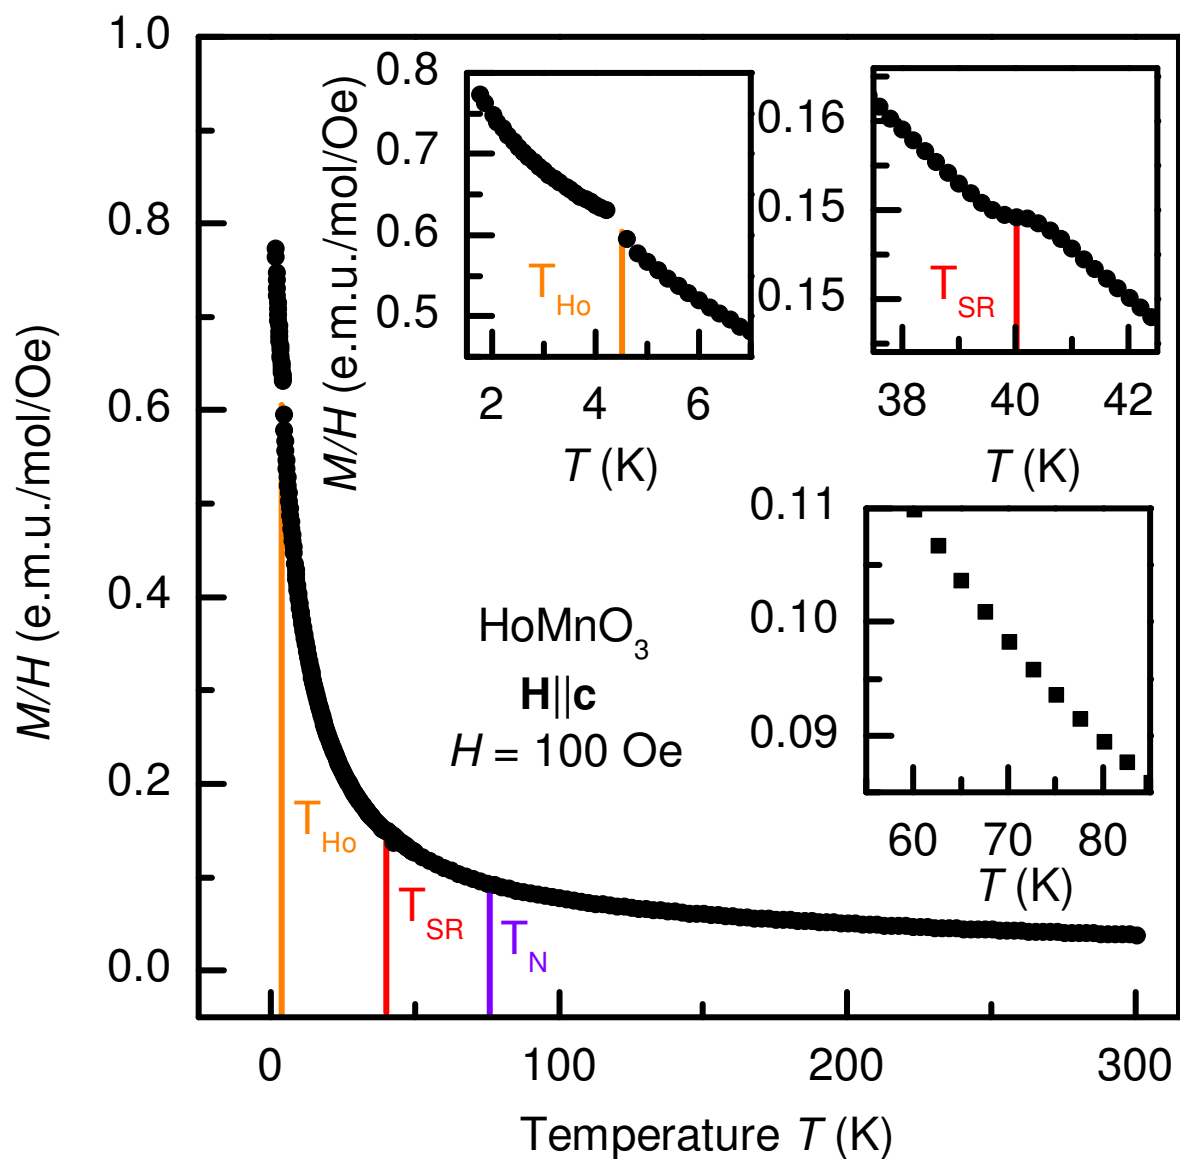 1.0
0.8
0.6
0.4
0.2
0.0
M/H (e.m.u./mol/Oe)
0
100
200
300
Temperature T (K)
M/H (e.m.u./mol/Oe)
0.8
0.7
0.6
0.5
T_Ho
2
4
6
T (K)
0.16
0.15
0.15
T_SR
38
40
42
T (K)
0.11
0.10
0.09
60
70
80
T (K)
HoMnO₃
H||c
H = 100 Oe
T_Ho
T_SR
T_N